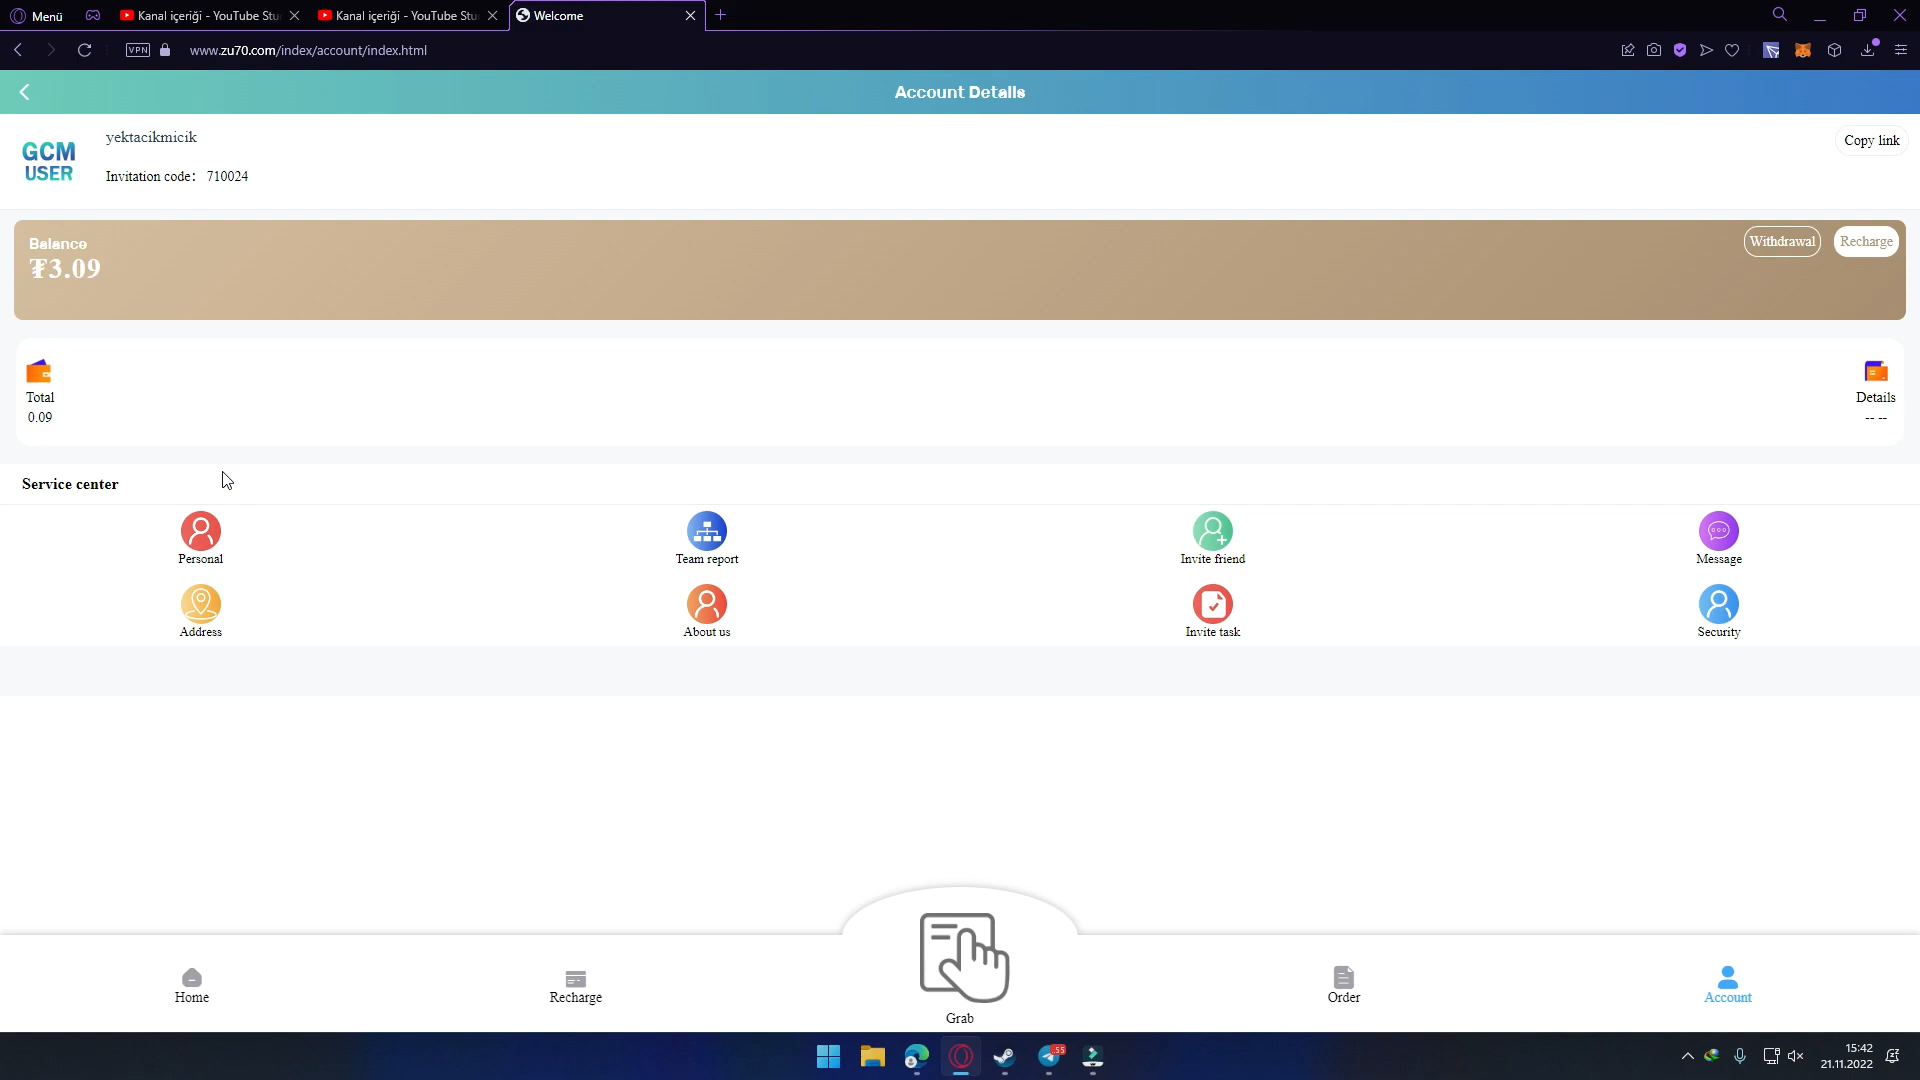 Menü
Kanal içeriği - YouTube Stu
Kanal içeriği - YouTube Stu
Welcome
VPN
www.zu70.com/index/account/index.html
Account Details
GCM
USER
yektacikmicik
Invitation code： 710024
Copy link
Balance
₮3.09
Withdrawal
Recharge
Total
0.09
Details
-- --
Service center
Personal
Team report
Invite friend
Message
Address
About us
Invite task
Security
Home
Recharge
Grab
Order
Account
55
15:42
21.11.2022